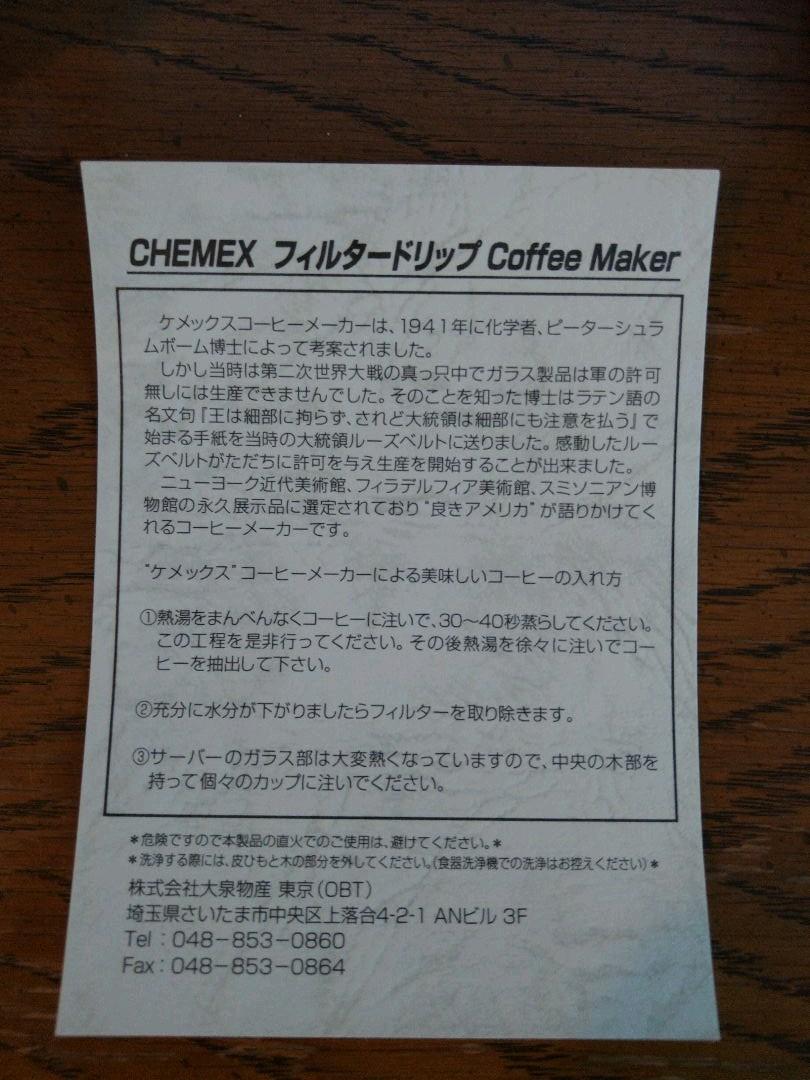 CHEMEX フィルタードリップ Coffee Maker
ケメックスコーヒーメーカーは、1941年に化学者、ピーターシュラ
ムボーム博士によって考案されました。
しかし当時は第二次世界大戦の真っ只中でガラス製品は軍の許可
無しには生産できませんでした。そのことを知った博士はラテン語の
名文句『王は細部に拘らず、されど大統領は細部にも注意を払う』で
始まる手紙を当時の大統領ルーズベルトに送りました。感動したルー
ズベルトがただちに許可を与え生産を開始することが出来ました。
ニューヨーク近代美術館、フィラデルフィア美術館、スミソニアン博
物館の永久展示品に選定されており“良きアメリカ”が語りかけてく
れるコーヒーメーカーです。
“ケメックス”コーヒーメーカーによる美味しいコーヒーの入れ方
①熱湯をまんべんなくコーヒーに注いで、30〜40秒蒸らしてください。
この工程を是非行ってください。その後熱湯を徐々に注いでコー
ヒーを抽出して下さい。
②充分に水分が下がりましたらフィルターを取り除きます。
③サーバーのガラス部は大変熱くなっていますので、中央の木部を
持って個々のカップに注いでください。
＊危険ですので本製品の直火でのご使用は、避けてください。＊
＊洗浄する際には、皮ひもと木の部分を外してください。(食器洗浄機での洗浄はお控えください)＊
株式会社大泉物産 東京(OBT)
埼玉県さいたま市中央区上落合4-2-1 ANビル 3F
Tel：048−853−0860
Fax：048−853−0864